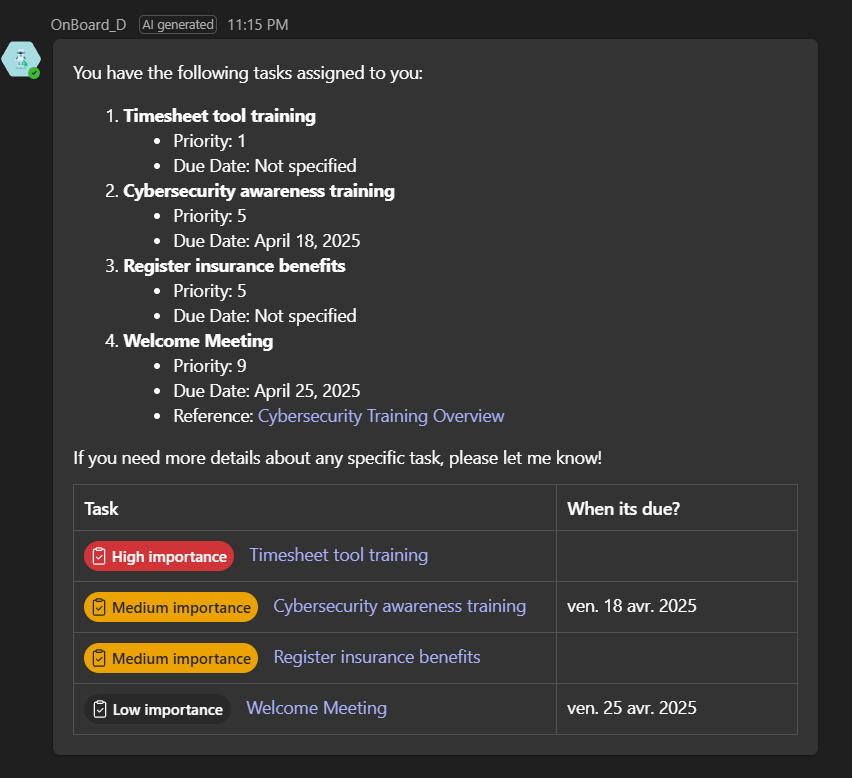 OnBoard_D AI generated 11:15 PM
You have the following tasks assigned to you:
1. Timesheet tool training
• Priority: 1
• Due Date: Not specified
2. Cybersecurity awareness training
• Priority: 5
• Due Date: April 18, 2025
3. Register insurance benefits
• Priority: 5
• Due Date: Not specified
4. Welcome Meeting
• Priority: 9
• Due Date: April 25, 2025
• Reference: Cybersecurity Training Overview
If you need more details about any specific task, please let me know!
Task When its due?
High importance Timesheet tool training
Medium importance Cybersecurity awareness training ven. 18 avr. 2025
Medium importance Register insurance benefits
Low importance Welcome Meeting ven. 25 avr. 2025